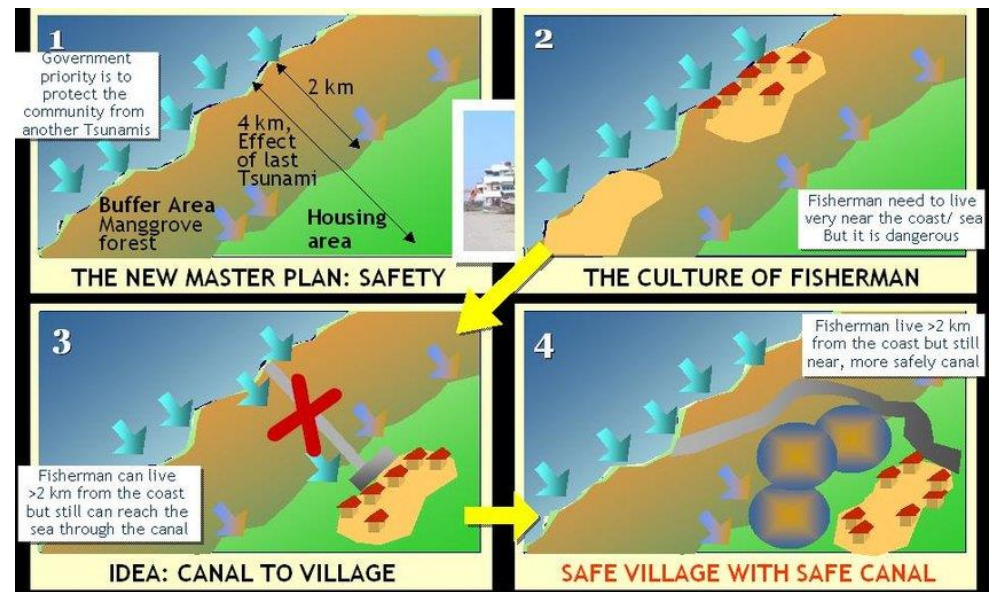 1
Government
priority is to
protect the
community from
another Tsunamis
2 km
4 km,
Effect
of last
Tsunami
Buffer Area
Manggrove
forest
Housing
area
THE NEW MASTER PLAN: SAFETY
2
Fisherman need to live
very near the coast/ sea
But it is dangerous
THE CULTURE OF FISHERMAN
3
Fisherman can live
>2 km from the coast
but still can reach the
sea through the canal
IDEA: CANAL TO VILLAGE
4
Fisherman live >2 km
from the coast but still
near, more safely canal
SAFE VILLAGE WITH SAFE CANAL